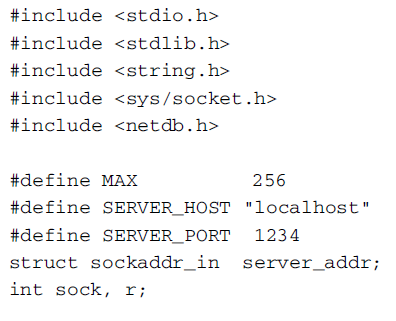 #include <stdio.h>
#include <stdlib.h>
#include <string.h>
#include <sys/socket.h>
#include <netdb.h>
#define MAX 256
#define SERVER_HOST "localhost"
#define SERVER_PORT 1234
struct sockaddr_in server_addr;
int sock, r;